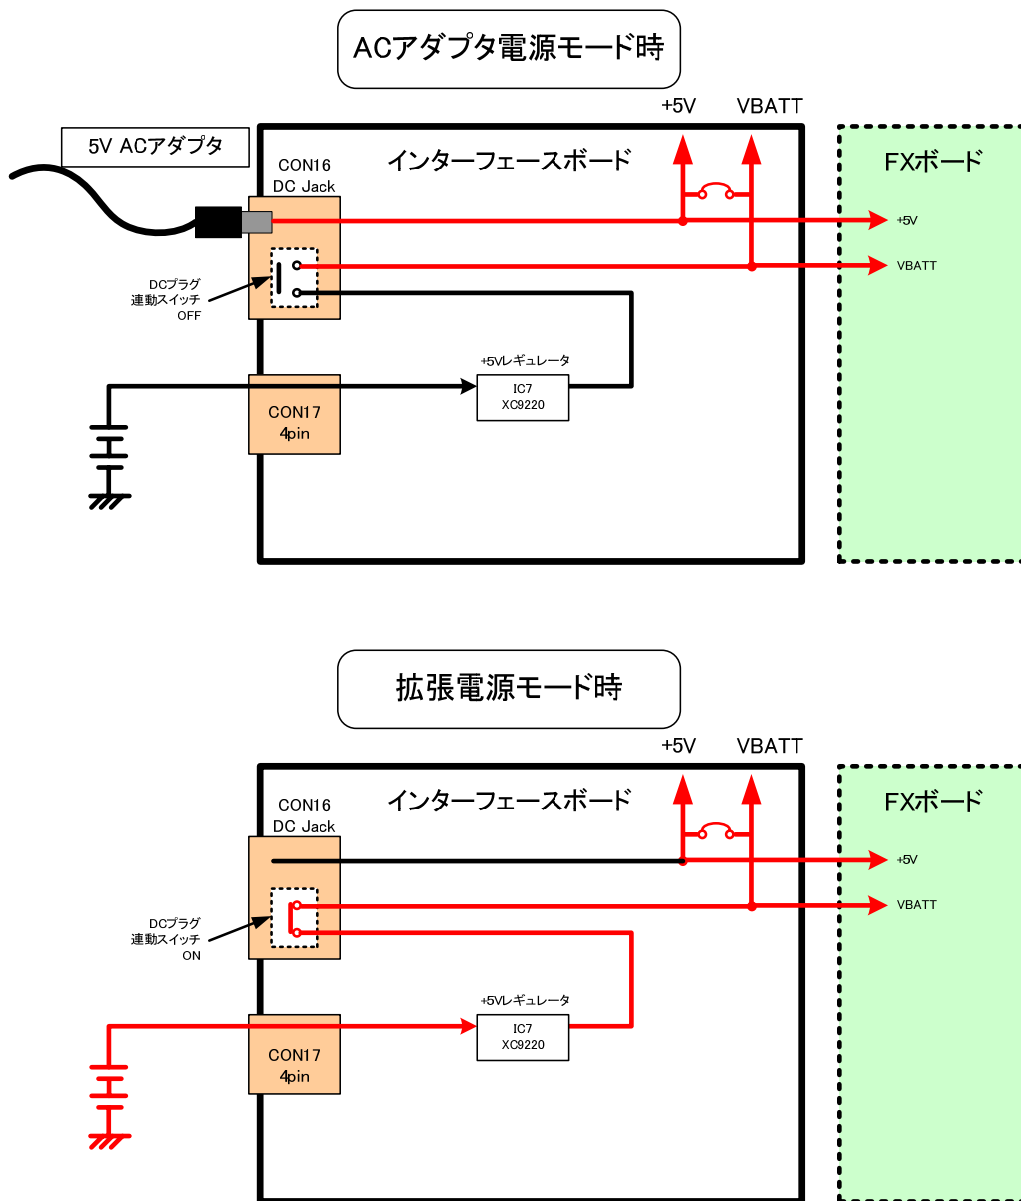 ACアダプタ電源モード時
+5V VBATT
5V ACアダプタ
CON16
DC Jack
インターフェースボード
FXボード
+5V
VBATT
DCプラグ
連動スイッチ
OFF
+5Vレギュレータ
IC7
XC9220
CON17
4pin
拡張電源モード時
+5V VBATT
CON16
DC Jack
インターフェースボード
FXボード
+5V
VBATT
DCプラグ
連動スイッチ
ON
+5Vレギュレータ
IC7
XC9220
CON17
4pin